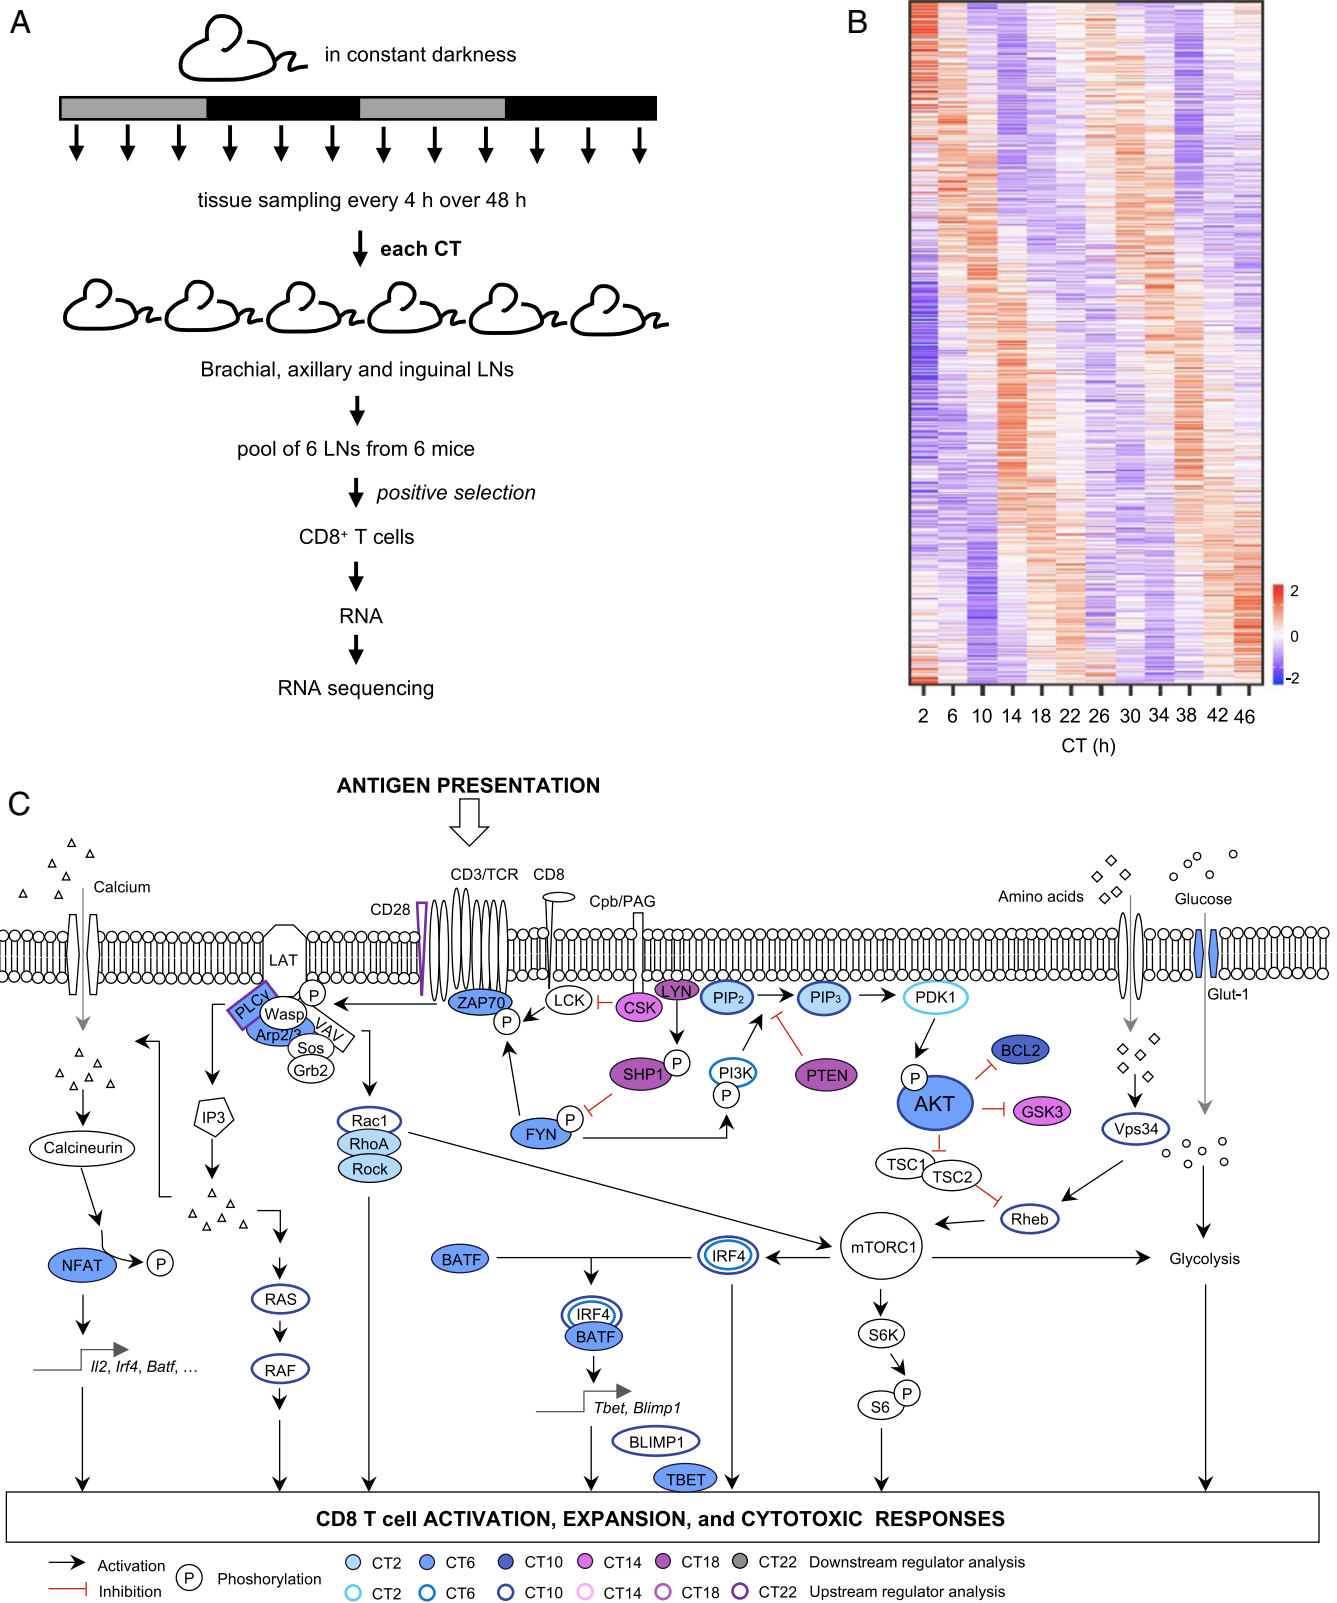 A
in constant darkness
tissue sampling every 4 h over 48 h
each CT
Brachial, axillary and inguinal LNs
pool of 6 LNs from 6 mice
positive selection
CD8+ T cells
RNA
RNA sequencing
B
2
0
-2
2 6 10 14 18 22 26 30 34 38 42 46
CT (h)
C
ANTIGEN PRESENTATION
Calcium
CD28
CD3/TCR
CD8
Cpb/PAG
Amino acids
Glucose
LAT
PLCγ
Wasp
P
Arp2/3
VAV
Sos
Grb2
ZAP70
P
LCK
CSK
LYN
PIP2
PIP3
PDK1
Glut-1
SHP1
P
PI3K
P
PTEN
P
AKT
BCL2
GSK3
FYN
P
IP3
Rac1
RhoA
Rock
Calcineurin
TSC1
TSC2
Vps34
Rheb
NFAT
P
BATF
IRF4
mTORC1
Glycolysis
RAS
IRF4
BATF
S6K
RAF
Il2, Irf4, Batf, ...
S6
P
Tbet, Blimp1
BLIMP1
TBET
CD8 T cell ACTIVATION, EXPANSION, and CYTOTOXIC RESPONSES
Activation
Inhibition
P
Phoshorylation
CT2 CT6 CT10 CT14 CT18 CT22 Downstream regulator analysis
CT2 CT6 CT10 CT14 CT18 CT22 Upstream regulator analysis